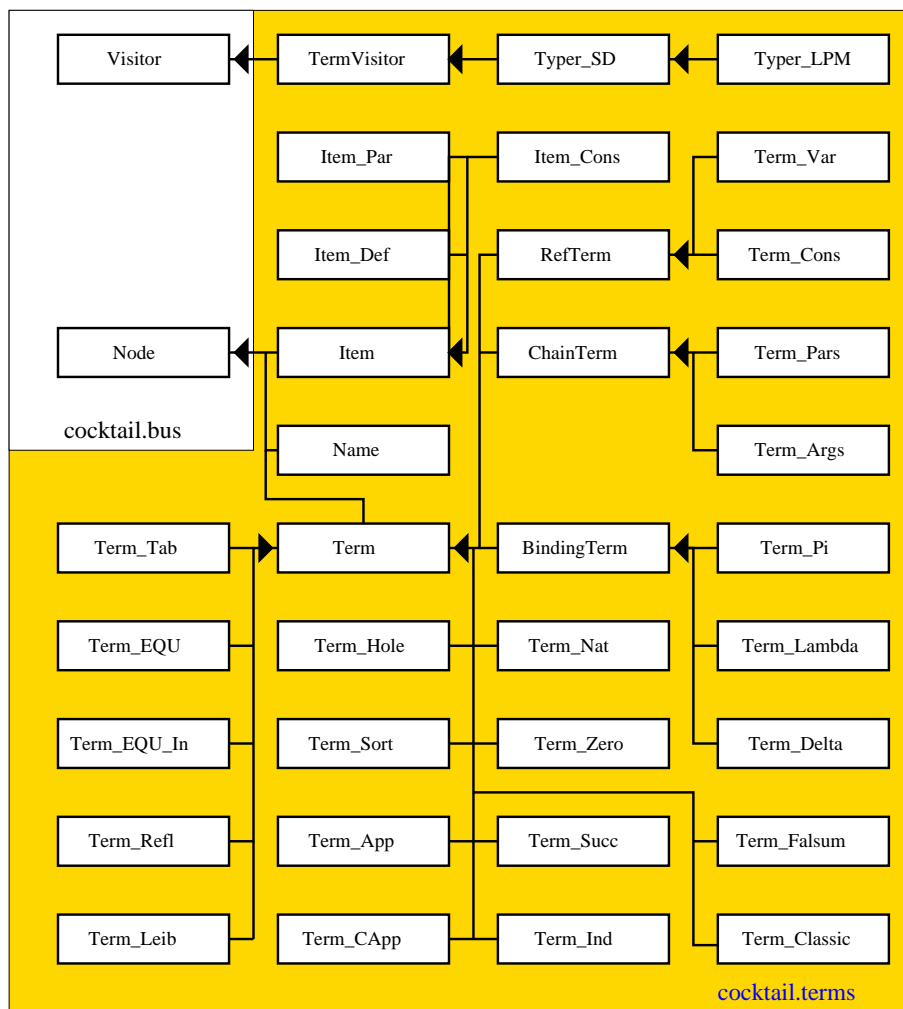 Visitor
TermVisitor
Typer_SD
Typer_LPM
Item_Par
Item_Cons
Term_Var
Item_Def
RefTerm
Term_Cons
Node
Item
ChainTerm
Term_Pars
cocktail.bus
Name
Term_Args
Term_Tab
Term
BindingTerm
Term_Pi
Term_EQU
Term_Hole
Term_Nat
Term_Lambda
Term_EQU_In
Term_Sort
Term_Zero
Term_Delta
Term_Refl
Term_App
Term_Succ
Term_Falsum
Term_Leib
Term_CApp
Term_Ind
Term_Classic
cocktail.terms